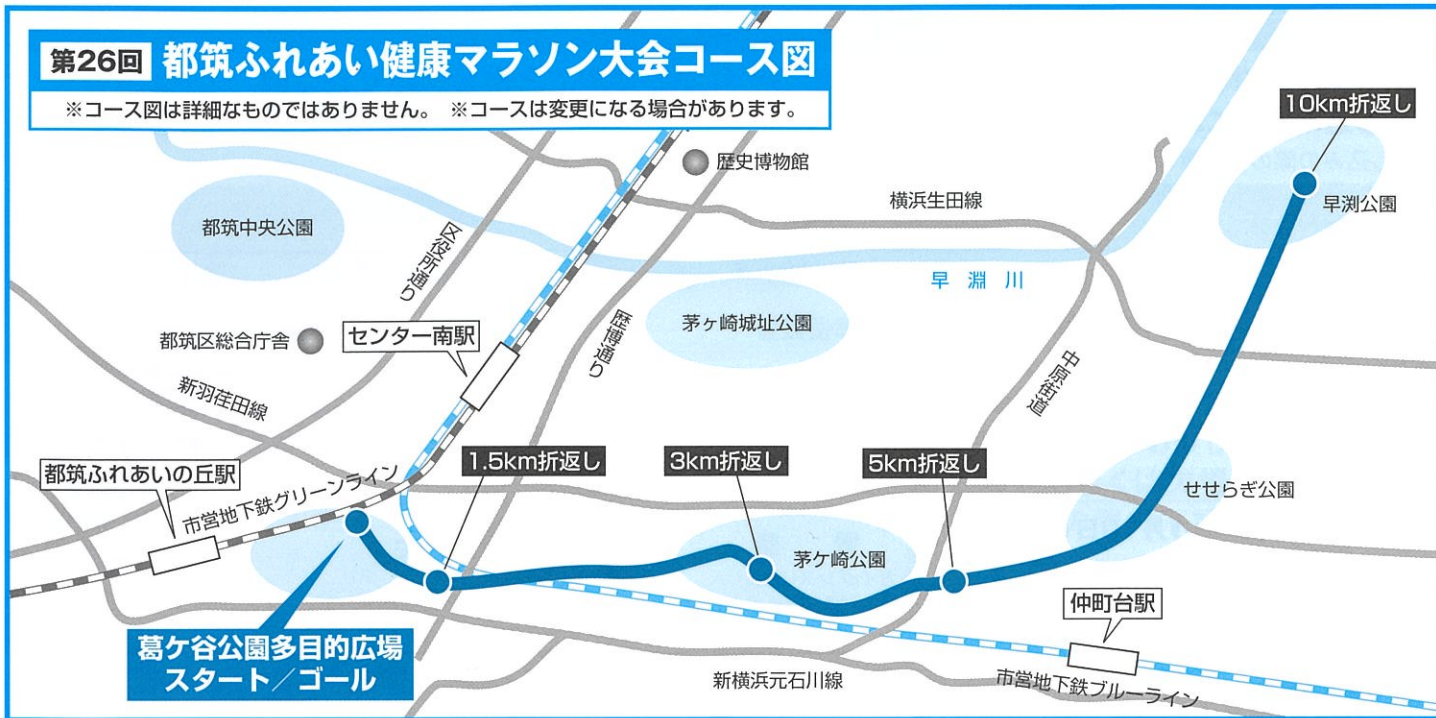 第26回 都筑ふれあい健康マラソン大会コース図
※コース図は詳細なものではありません。 ※コースは変更になる場合があります。
10km折返し
歴史博物館
横浜生田線
早渕公園
都筑中央公園
区役所通り
早淵川
茅ヶ崎城址公園
都筑区総合庁舎
センター南駅
歴博通り
中原街道
新羽荏田線
都筑ふれあいの丘駅
市営地下鉄グリーンライン
1.5km折返し
3km折返し
5km折返し
せせらぎ公園
茅ケ崎公園
仲町台駅
葛ケ谷公園多目的広場
スタート/ゴール
新横浜元石川線
市営地下鉄ブルーライン